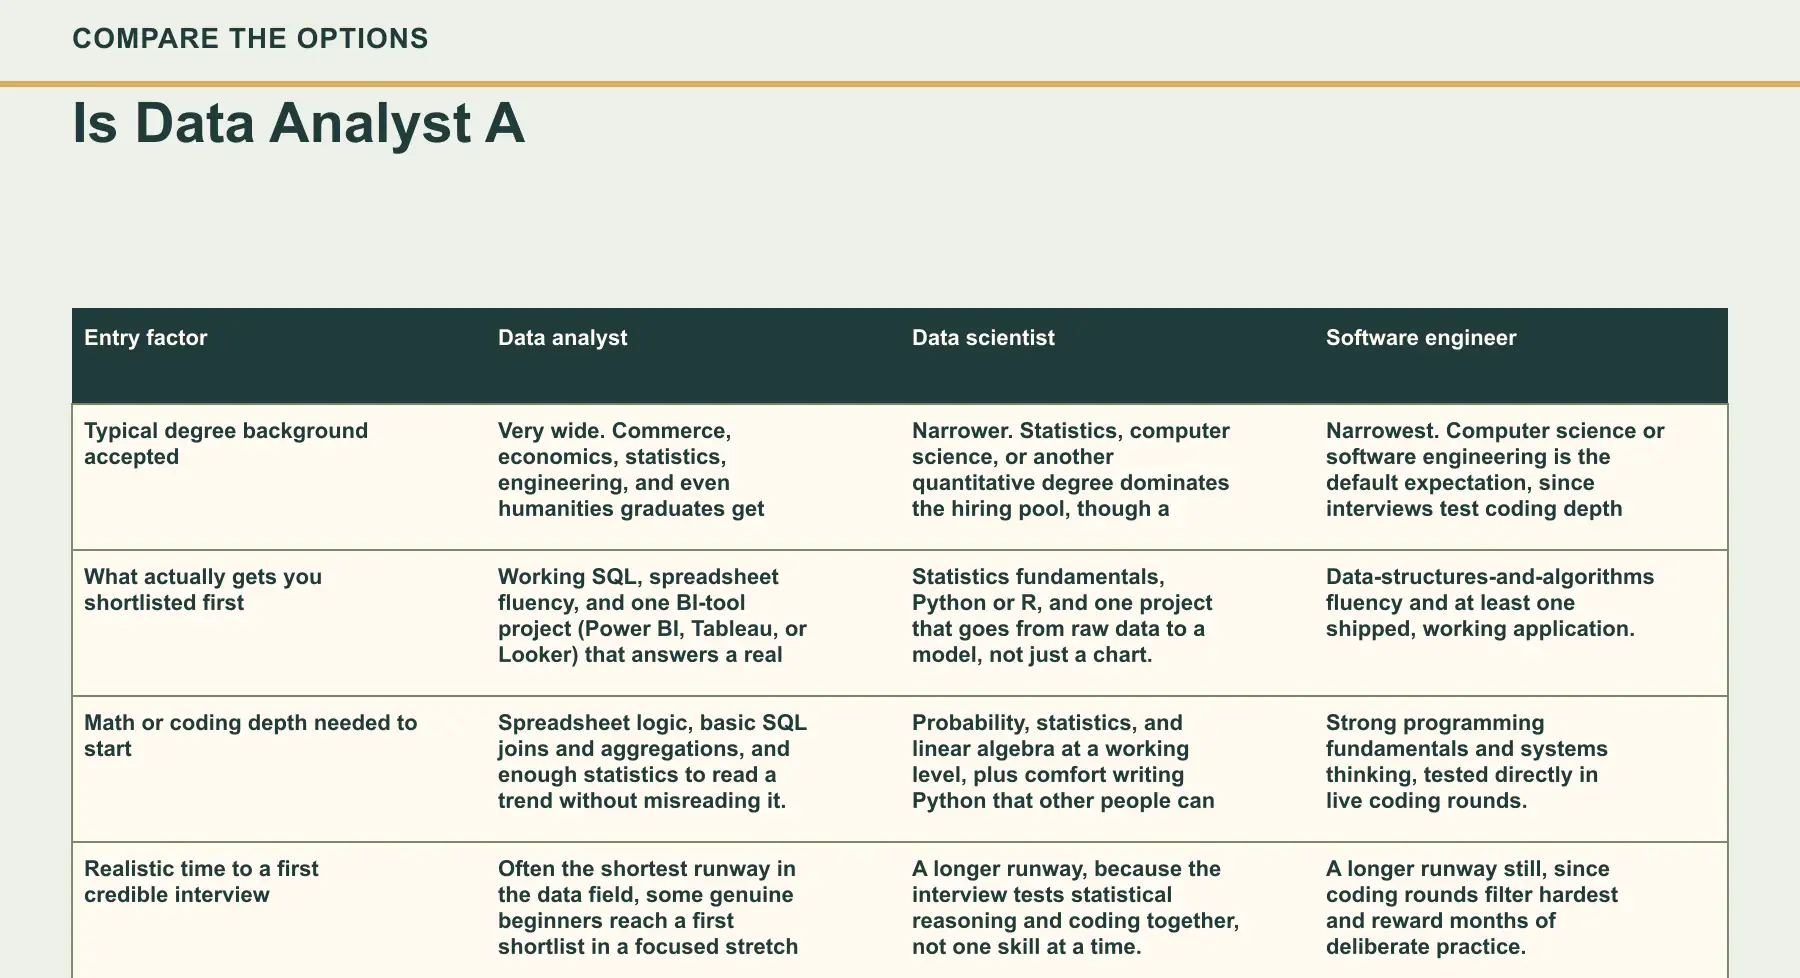 COMPARE THE OPTIONS
Is Data Analyst A
Entry factor
Data analyst
Data scientist
Software engineer
Typical degree background
accepted
Very wide. Commerce,
economics, statistics,
engineering, and even
humanities graduates get
Narrower. Statistics, computer
science, or another
quantitative degree dominates
the hiring pool, though a
Narrowest. Computer science or
software engineering is the
default expectation, since
interviews test coding depth
What actually gets you
shortlisted first
Working SQL, spreadsheet
fluency, and one BI-tool
project (Power BI, Tableau, or
Looker) that answers a real
Statistics fundamentals,
Python or R, and one project
that goes from raw data to a
model, not just a chart.
Data-structures-and-algorithms
fluency and at least one
shipped, working application.
Math or coding depth needed to
start
Spreadsheet logic, basic SQL
joins and aggregations, and
enough statistics to read a
trend without misreading it.
Probability, statistics, and
linear algebra at a working
level, plus comfort writing
Python that other people can
Strong programming
fundamentals and systems
thinking, tested directly in
live coding rounds.
Realistic time to a first
credible interview
Often the shortest runway in
the data field, some genuine
beginners reach a first
shortlist in a focused stretch
A longer runway, because the
interview tests statistical
reasoning and coding together,
not one skill at a time.
A longer runway still, since
coding rounds filter hardest
and reward months of
deliberate practice.